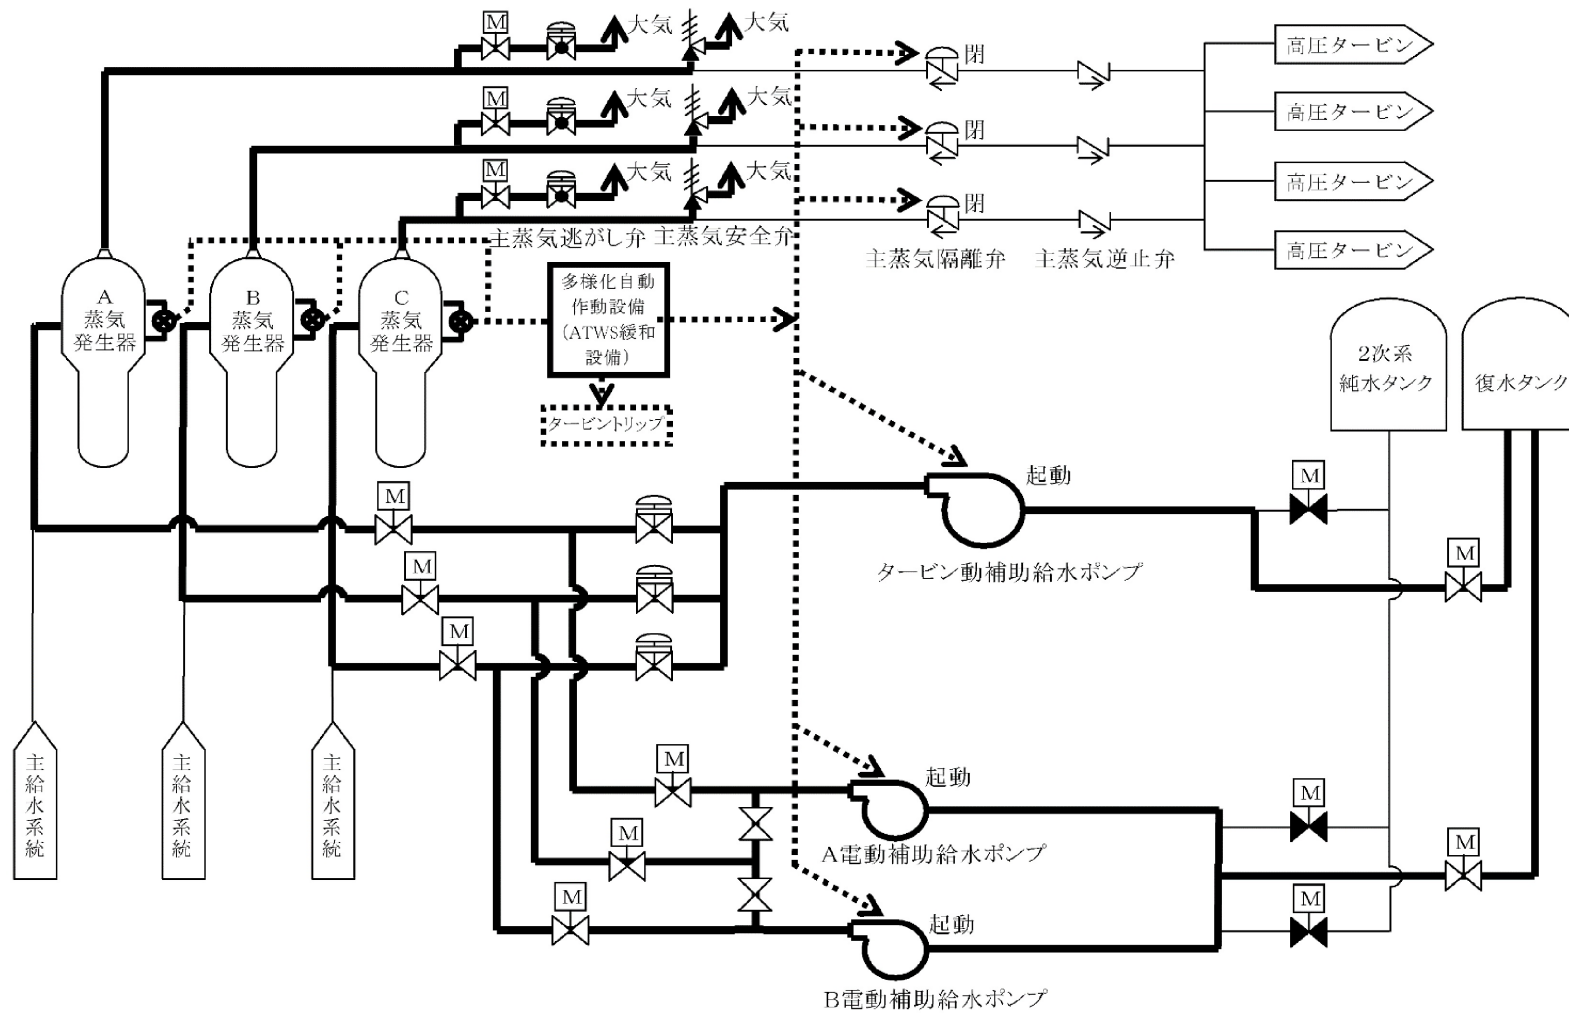 M
大気
大気
閉
高圧タービン
M
大気
大気
閉
高圧タービン
M
大気
大気
閉
高圧タービン
主蒸気逃がし弁
主蒸気安全弁
主蒸気隔離弁
主蒸気逆止弁
高圧タービン
A
蒸気
発生器
B
蒸気
発生器
C
蒸気
発生器
多様化自動
作動設備
(ATWS緩和
設備)
タービントリップ
2次系
純水タンク
復水タンク
M
起動
M
タービン動補助給水ポンプ
M
M
M
主給水系統
主給水系統
主給水系統
M
起動
A電動補助給水ポンプ
M
M
M
M
起動
B電動補助給水ポンプ
M